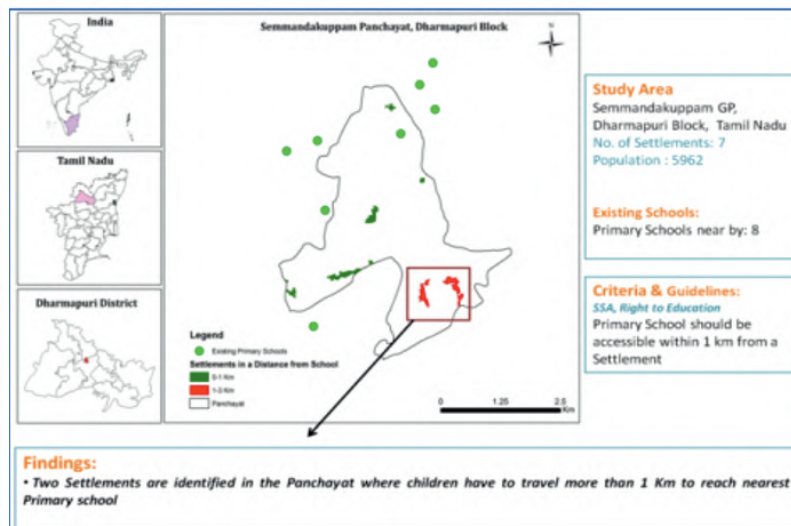 India
Tamil Nadu
Dharmapuri District
Semmandakuppam Panchayat, Dharmapuri Block
N
Legend
Existing Primary Schools
Settlements in a Distance from School
0-1 Km
1-3 Km
Panchayat
0 1.25 2.5
Km
Study Area
Semmandakuppam GP,
Dharmapuri Block, Tamil Nadu
No. of Settlements: 7
Population : 5962
Existing Schools:
Primary Schools near by: 8
Criteria & Guidelines:
SSA, Right to Education
Primary School should be
accessible within 1 km from a
Settlement
Findings:
• Two Settlements are identified in the Panchayat where children have to travel more than 1 Km to reach nearest
Primary school